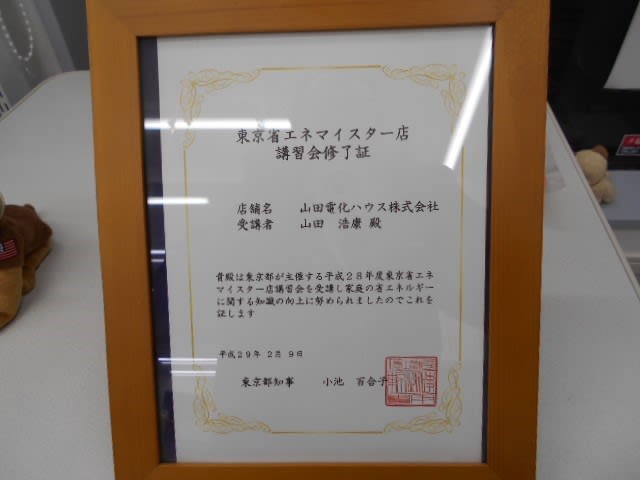 東京省エネマイスター店
講習会修了証
店舗名 山田電化ハウス株式会社
受講者 山田 浩康 殿
貴殿は東京都が主催する平成28年度東京省エネ
マイスター店講習会を受講し家庭の省エネルギー
に関する知識の向上に努められましたのでこれを
証します
平成29年 2月 9日
東京都知事 小池 百合子